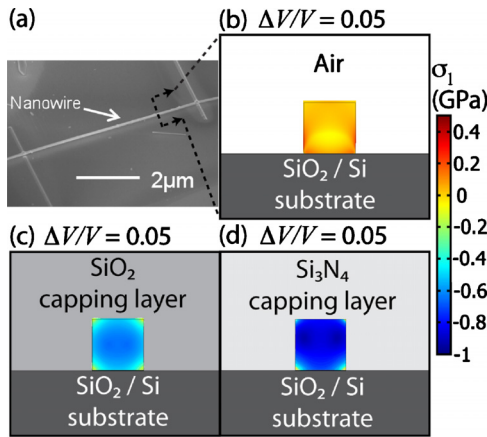 (a)
Nanowire
2μm
(b) ΔV/V = 0.05
Air
SiO₂ / Si
substrate
σ₁
(GPa)
0.4
0.2
0
-0.2
-0.4
-0.6
-0.8
-1
(c) ΔV/V = 0.05
SiO₂
capping layer
SiO₂ / Si
substrate
(d) ΔV/V = 0.05
Si₃N₄
capping layer
SiO₂ / Si
substrate